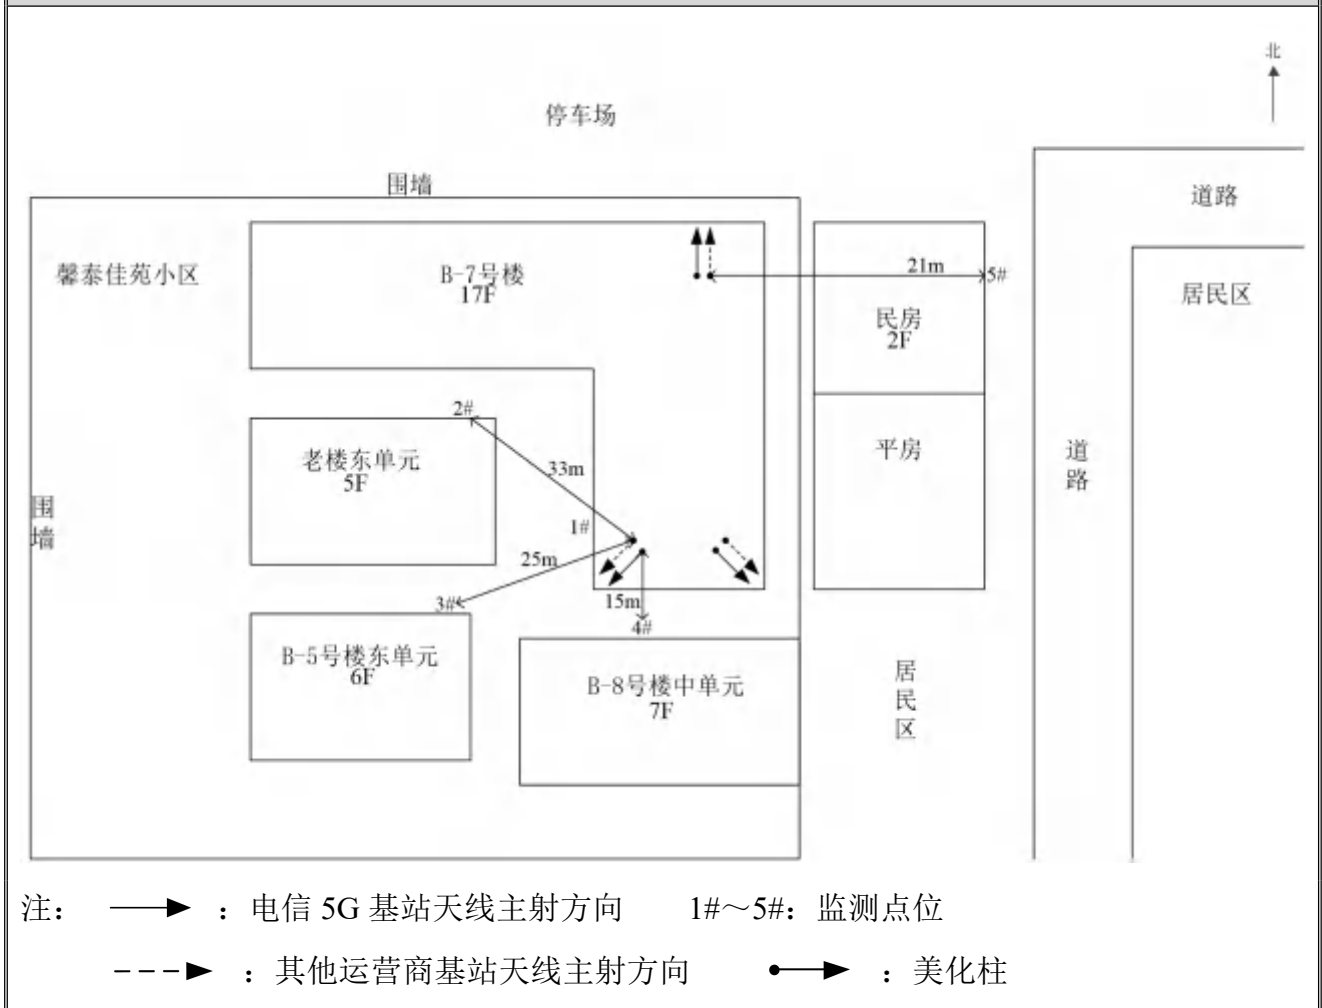 北
停车场
围墙
道路
馨泰佳苑小区
B-7号楼
17F
21m
5#
居民区
民房
2F
2#
老楼东单元
5F
33m
平房
道
路
围
墙
1#
25m
3#
15m
4#
B-5号楼东单元
6F
B-8号楼中单元
7F
居
民
区
注： ：电信 5G 基站天线主射方向 1#～5#：监测点位
：其他运营商基站天线主射方向 ：美化柱